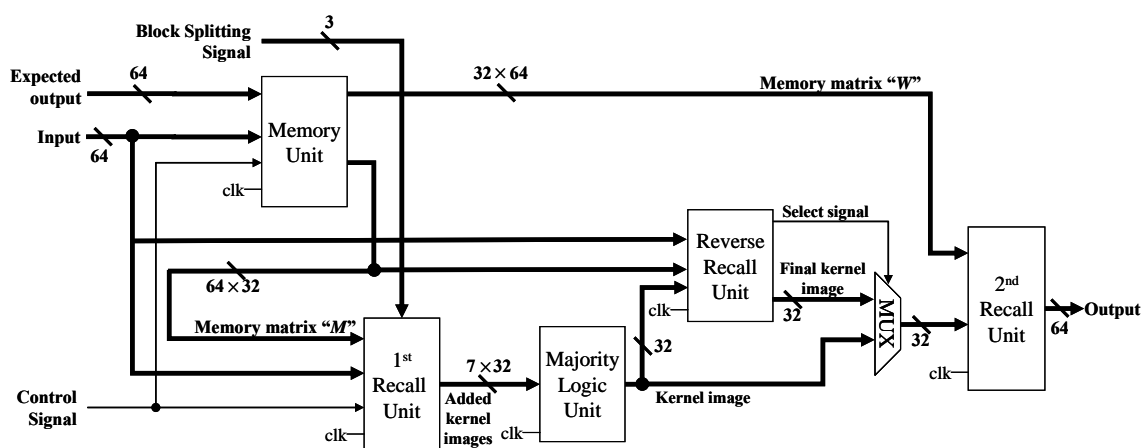 Block Splitting
Signal
3
Expected
output
64
32 × 64
Memory matrix “W”
Input
64
Memory
Unit
clk
Select signal
Reverse
Recall
Unit
clk
Final kernel
image
32
2nd
Recall
Unit
clk
64
Output
64 × 32
Memory matrix “M”
MUX
32
1st
Recall
Unit
clk
7 × 32
Added
kernel
images
Majority
Logic
Unit
clk
32
Kernel image
Control
Signal